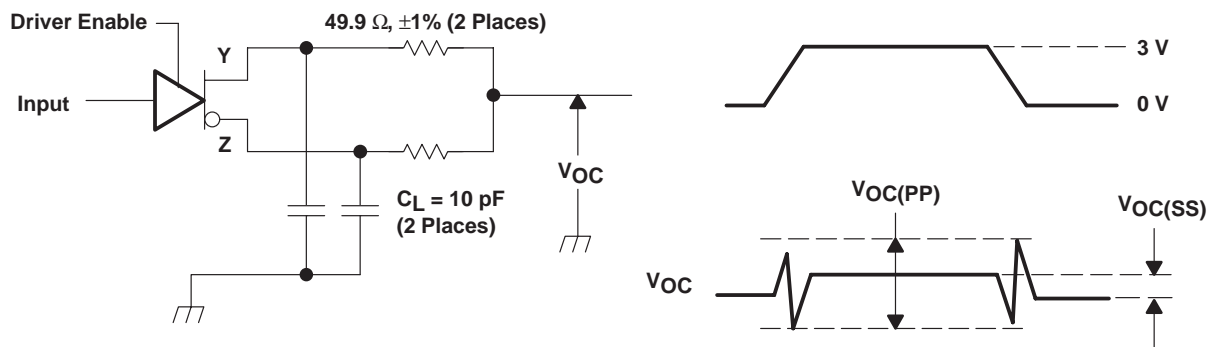 Driver Enable
49.9 Ω, ±1% (2 Places)
Y
Input
Z
VOC
CL = 10 pF
(2 Places)
3 V
0 V
VOC(PP)
VOC(SS)
VOC